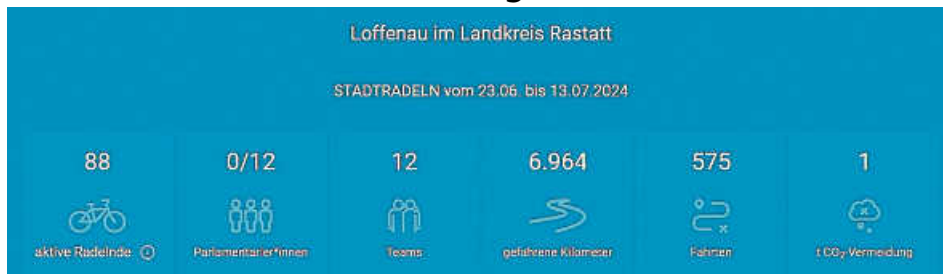 Loffenau im Landkreis Rastatt
STADTRADELN vom 23.06. bis 13.07.2024
88 0/12 12 6.964 575 1
aktive Radelnde Parlamentarier*innen Teams gefahrene Kilometer Fahrten t CO₂-Vermeidung